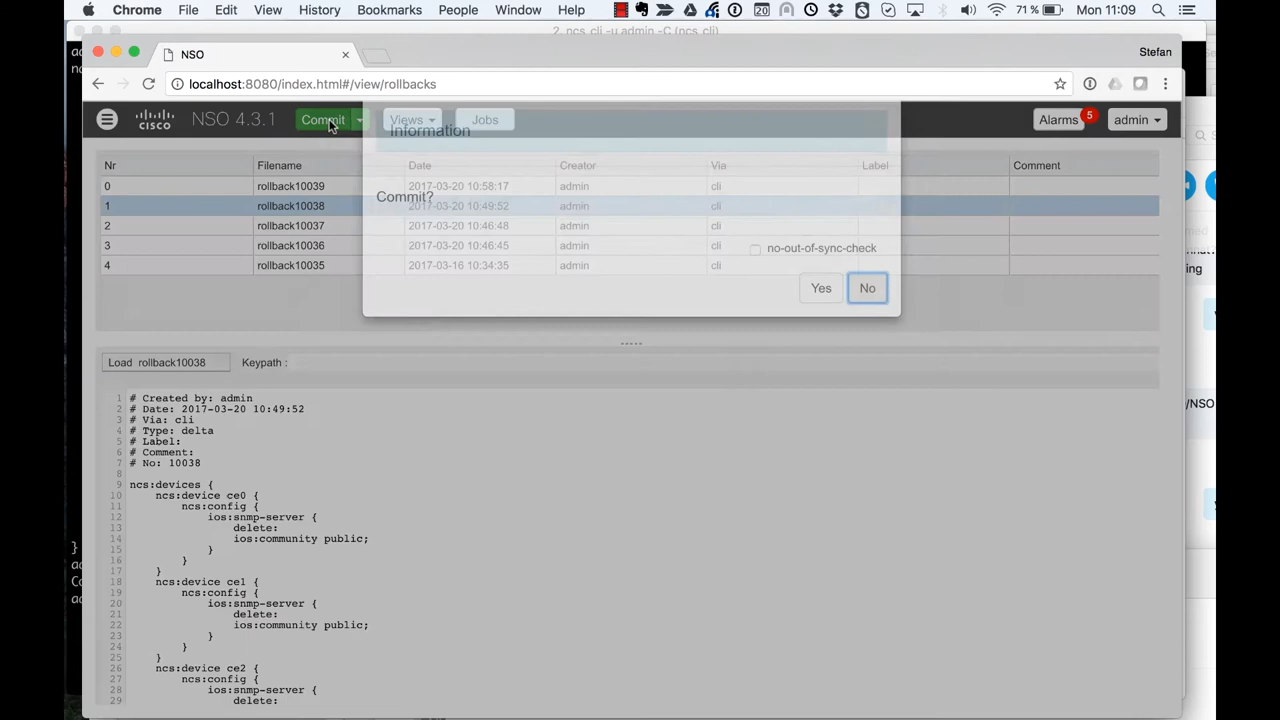 Chrome File Edit View History Bookmarks People Window Help 20 71 % Mon 11:09
2. ncs_cli -u admin -C (ncs_cli)
NSO
Stefan
localhost:8080/index.html#/view/rollbacks
CISCO NSO 4.3.1 Commit Views Jobs Alarms 5 admin
Information
Nr Filename Date Creator Via Label Comment
0 rollback10039 2017-03-20 10:58:17 admin cli
Commit?
1 rollback10038 2017-03-20 10:49:52 admin cli
2 rollback10037 2017-03-20 10:46:48 admin cli
3 rollback10036 2017-03-20 10:46:45 admin cli
no-out-of-sync-check
4 rollback10035 2017-03-16 10:34:35 admin cli
Yes No
Load rollback10038 Keypath :
1 # Created by: admin
2 # Date: 2017-03-20 10:49:52
3 # Via: cli
4 # Type: delta
5 # Label:
6 # Comment:
7 # No: 10038
8
9 ncs:devices {
10 ncs:device ce0 {
11 ncs:config {
12 ios:snmp-server {
13 delete:
14 ios:community public;
15 }
16 }
17 }
18 ncs:device ce1 {
19 ncs:config {
20 ios:snmp-server {
21 delete:
22 ios:community public;
23 }
24 }
25 }
26 ncs:device ce2 {
27 ncs:config {
28 ios:snmp-server {
29 delete:
/NSO